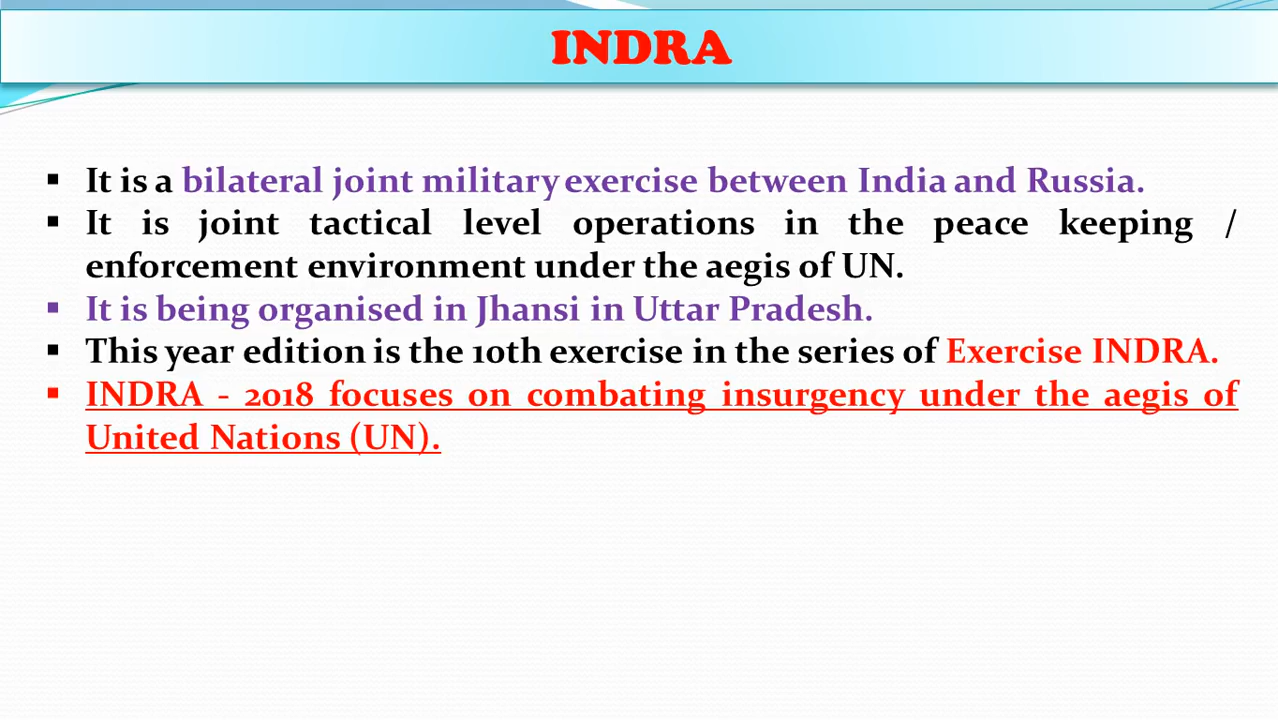 INDRA
▪ It is a bilateral joint military exercise between India and Russia.
▪ It is joint tactical level operations in the peace keeping /
enforcement environment under the aegis of UN.
▪ It is being organised in Jhansi in Uttar Pradesh.
▪ This year edition is the 10th exercise in the series of Exercise INDRA.
▪ INDRA - 2018 focuses on combating insurgency under the aegis of
United Nations (UN).